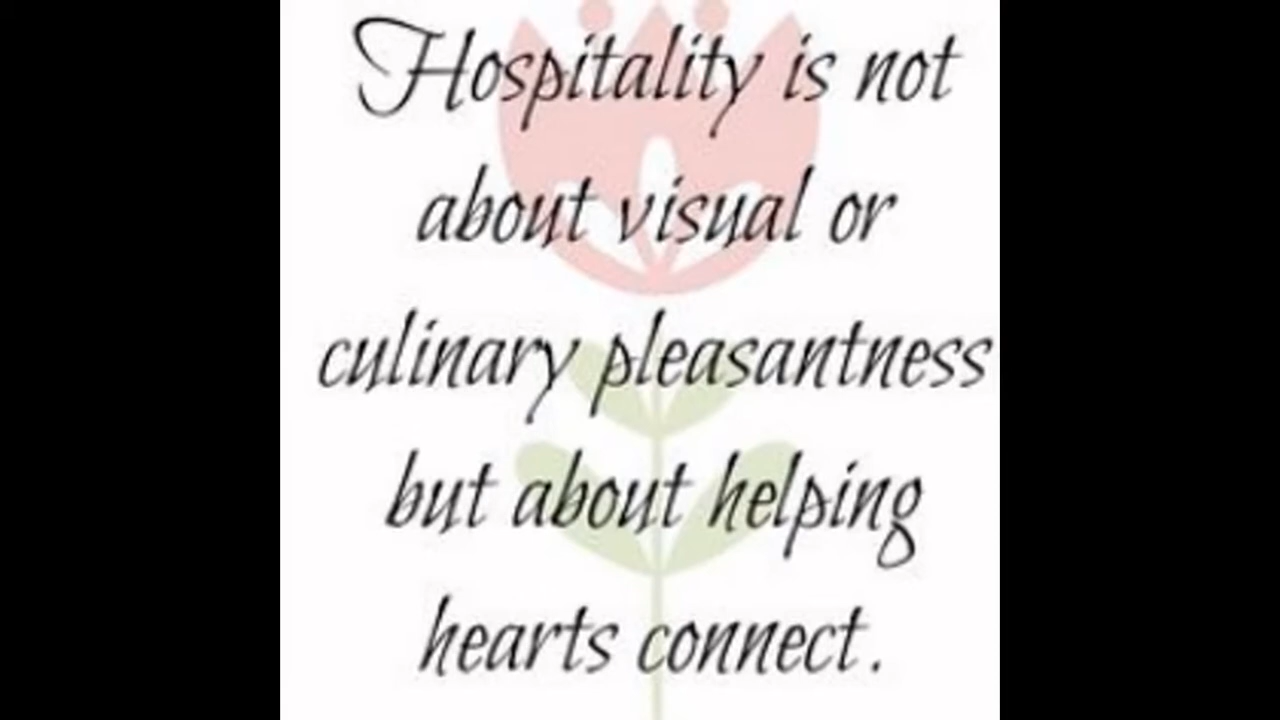 Hospitality is not
about visual or
culinary pleasantness
but about helping
hearts connect.